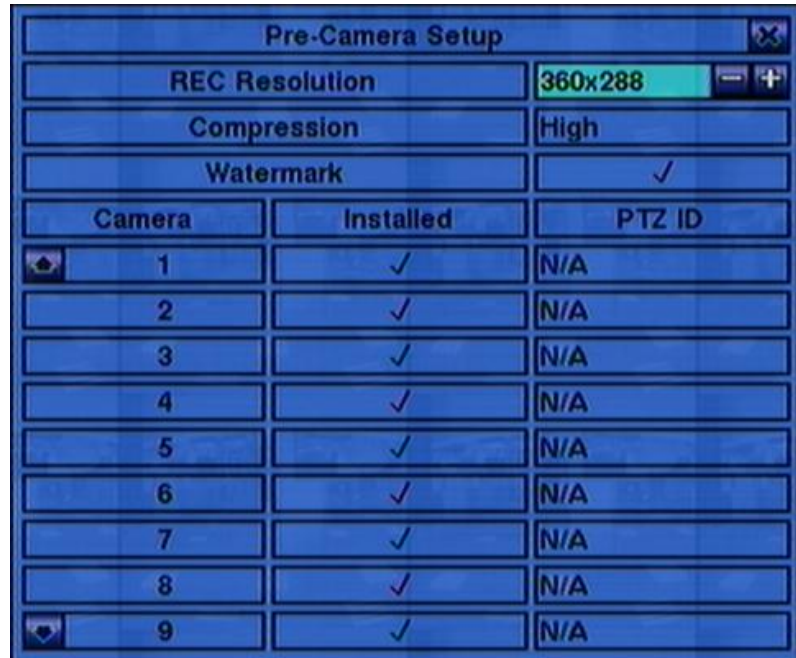 Pre-Camera Setup
REC Resolution 360x288
Compression High
Watermark
Camera Installed PTZ ID
1 N/A
2 N/A
3 N/A
4 N/A
5 N/A
6 N/A
7 N/A
8 N/A
9 N/A